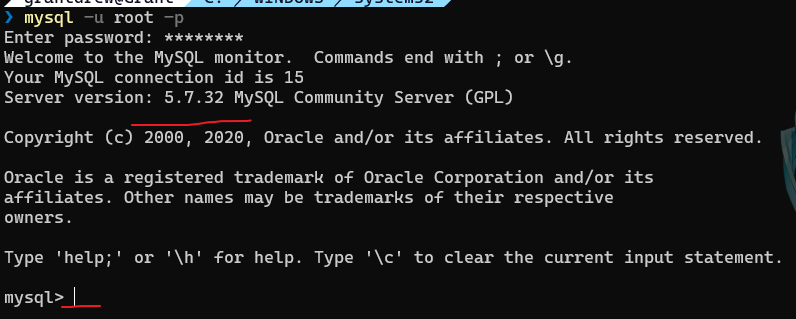 grantdrew@Grant C: / WINDOWS / system32
❯ mysql -u root -p
Enter password: ********
Welcome to the MySQL monitor.  Commands end with ; or \g.
Your MySQL connection id is 15
Server version: 5.7.32 MySQL Community Server (GPL)
Copyright (c) 2000, 2020, Oracle and/or its affiliates. All rights reserved.
Oracle is a registered trademark of Oracle Corporation and/or its
affiliates. Other names may be trademarks of their respective
owners.
Type 'help;' or '\h' for help. Type '\c' to clear the current input statement.
mysql>